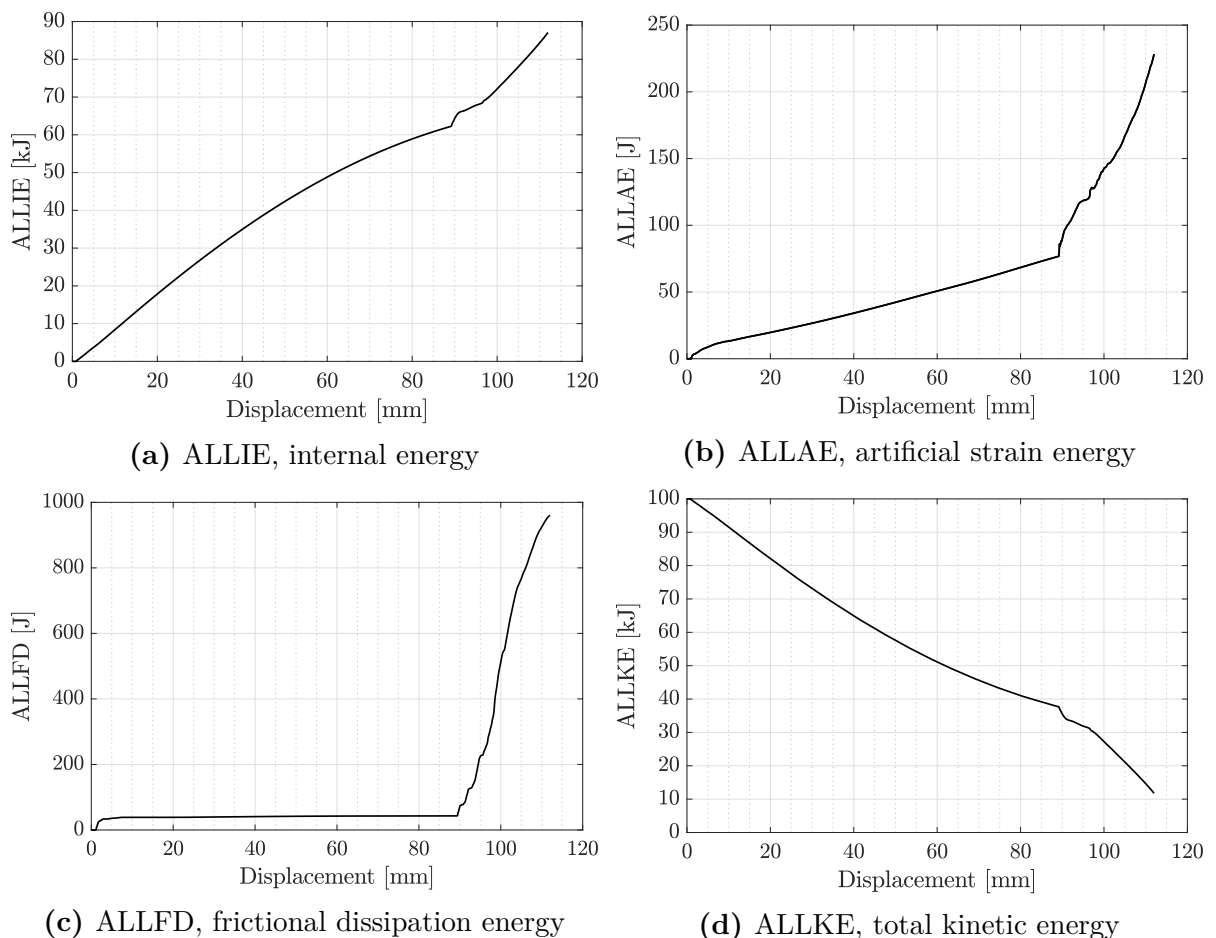 90
80
70
60
50
40
30
20
10
0
ALLIE [kJ]
0 20 40 60 80 100 120
Displacement [mm]
(a) ALLIE, internal energy
250
200
150
100
50
0
ALLAE [J]
0 20 40 60 80 100 120
Displacement [mm]
(b) ALLAE, artificial strain energy
1000
800
600
400
200
0
ALLFD [J]
0 20 40 60 80 100 120
Displacement [mm]
(c) ALLFD, frictional dissipation energy
100
90
80
70
60
50
40
30
20
10
0
ALLKE [kJ]
0 20 40 60 80 100 120
Displacement [mm]
(d) ALLKE, total kinetic energy